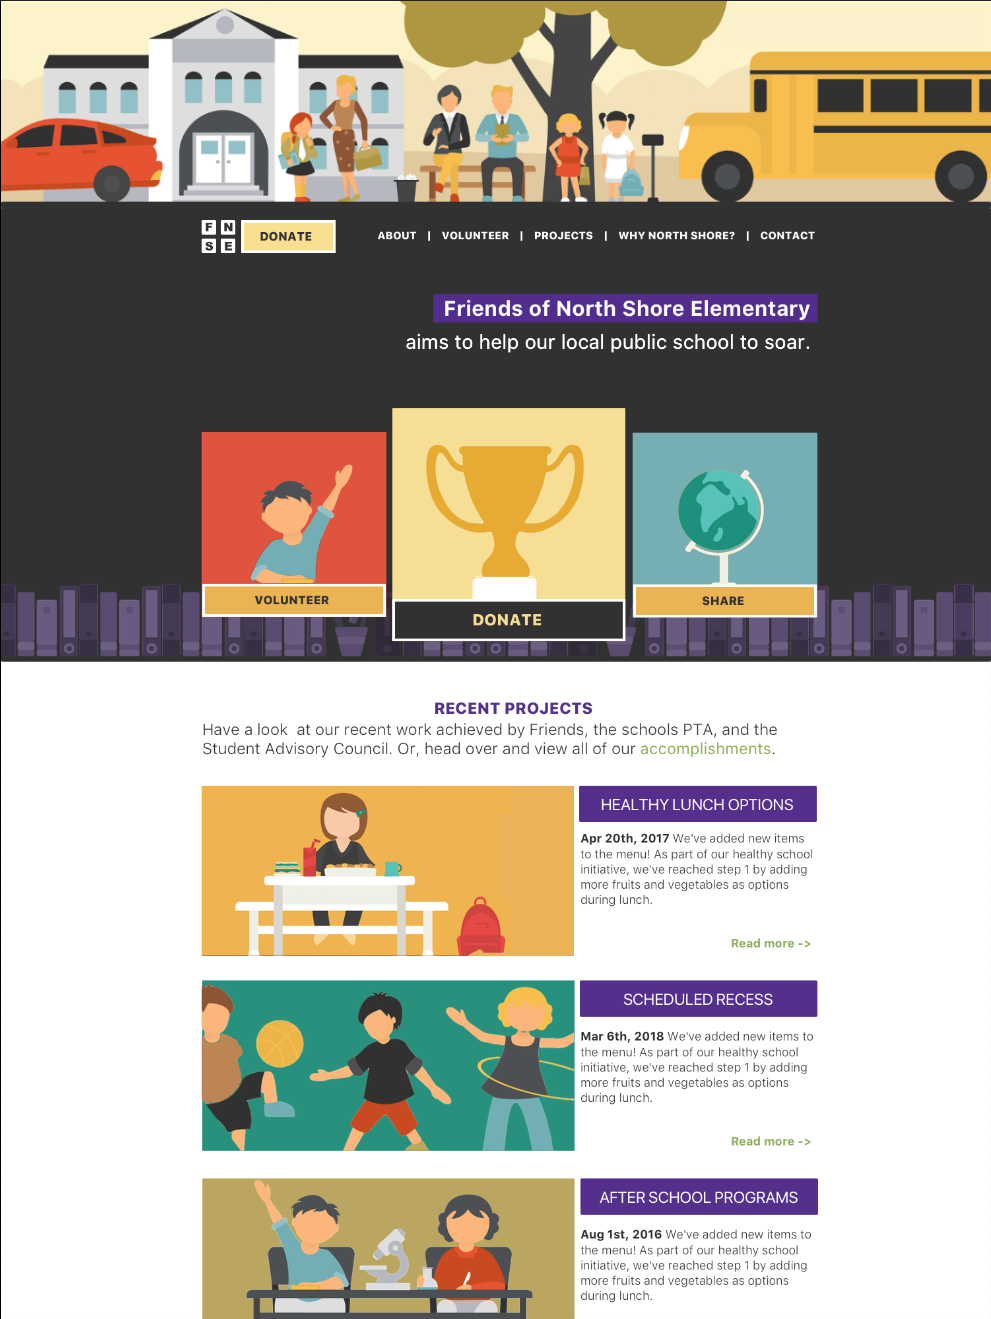 F N
S E
DONATE
ABOUT | VOLUNTEER | PROJECTS | WHY NORTH SHORE? | CONTACT
Friends of North Shore Elementary
aims to help our local public school to soar.
VOLUNTEER
DONATE
SHARE
RECENT PROJECTS
Have a look at our recent work achieved by Friends, the schools PTA, and the
Student Advisory Council. Or, head over and view all of our accomplishments.
HEALTHY LUNCH OPTIONS
Apr 20th, 2017 We've added new items
to the menu! As part of our healthy school
initiative, we've reached step 1 by adding
more fruits and vegetables as options
during lunch.
Read more ->
SCHEDULED RECESS
Mar 6th, 2018 We've added new items to
the menu! As part of our healthy school
initiative, we've reached step 1 by adding
more fruits and vegetables as options
during lunch.
Read more ->
AFTER SCHOOL PROGRAMS
Aug 1st, 2016 We've added new items to
the menu! As part of our healthy school
initiative, we've reached step 1 by adding
more fruits and vegetables as options
during lunch.